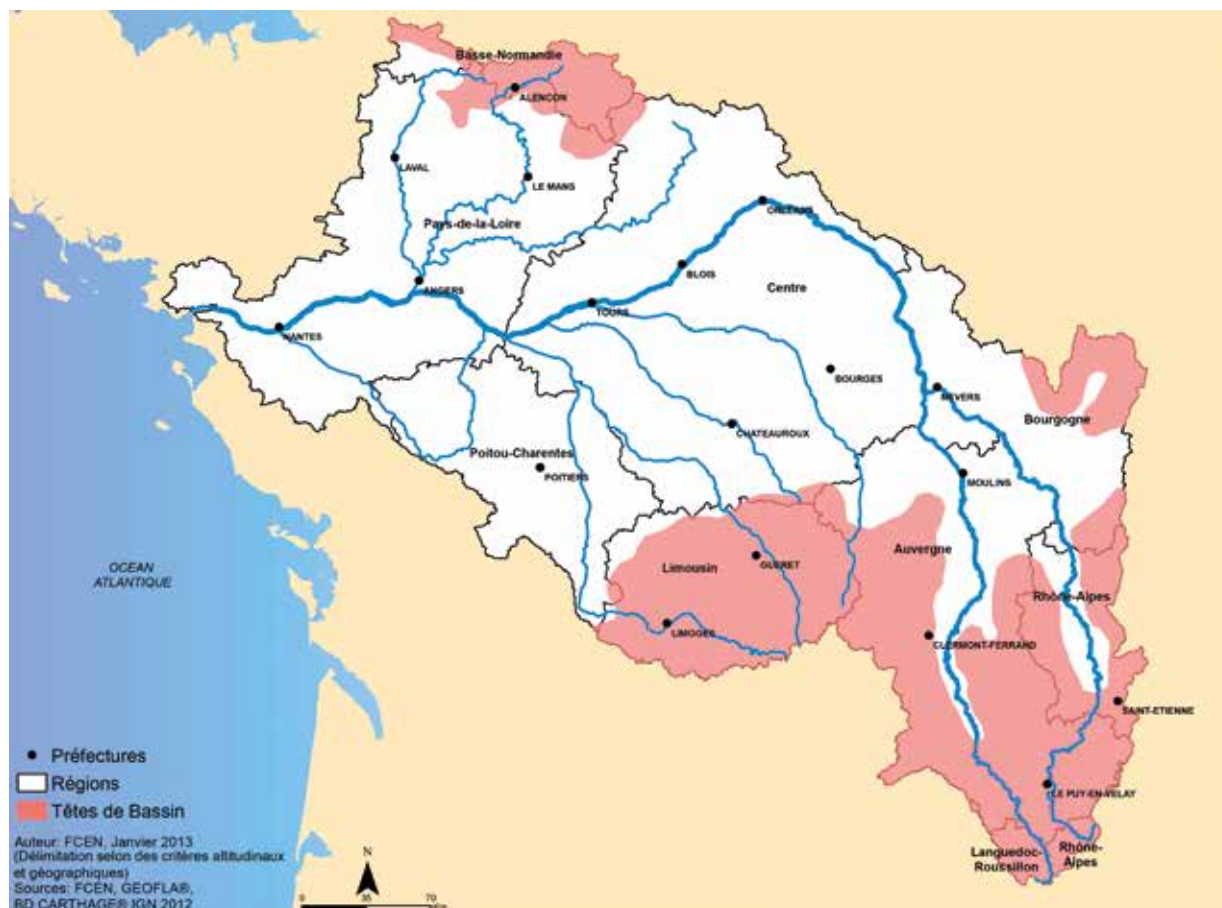 Basse-Normandie
ALENCON
LAVAL
LE MANS
Pays-de-la-Loire
ORLEANS
BLOIS
ANGERS
Centre
TOURS
NANTES
BOURGES
NEVERS
Bourgogne
CHATEAUROUX
Poitou-Charentes
POITIERS
MOULINS
Auvergne
OCEAN
ATLANTIQUE
Limousin
GUERET
Rhône-Alpes
LIMOGES
CLERMONT-FERRAND
SAINT-ETIENNE
LE PUY-EN-VELAY
Languedoc-
Roussillon
Rhône-
Alpes
Préfectures
Régions
Têtes de Bassin
Auteur: FCEN, Janvier 2013
(Délimitation selon des critères altitudinaux
et géographiques)
Sources: FCEN, GEOFLA®,
BD CARTHAGE® IGN 2012
N
0 35 70